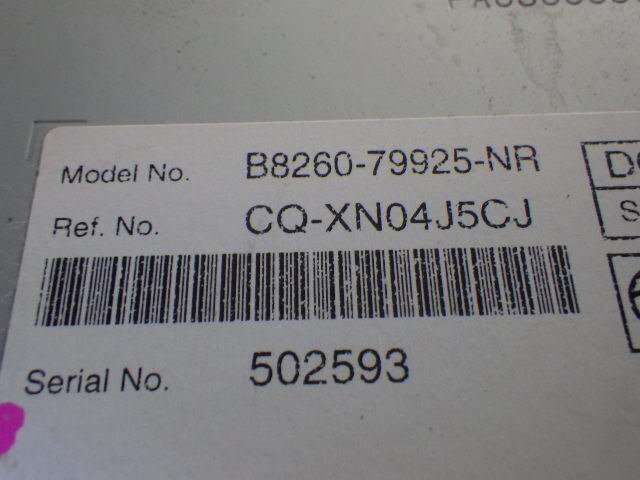 Model No. B8260-79925-NR
Ref. No. CQ-XN04J5CJ
Serial No. 502593